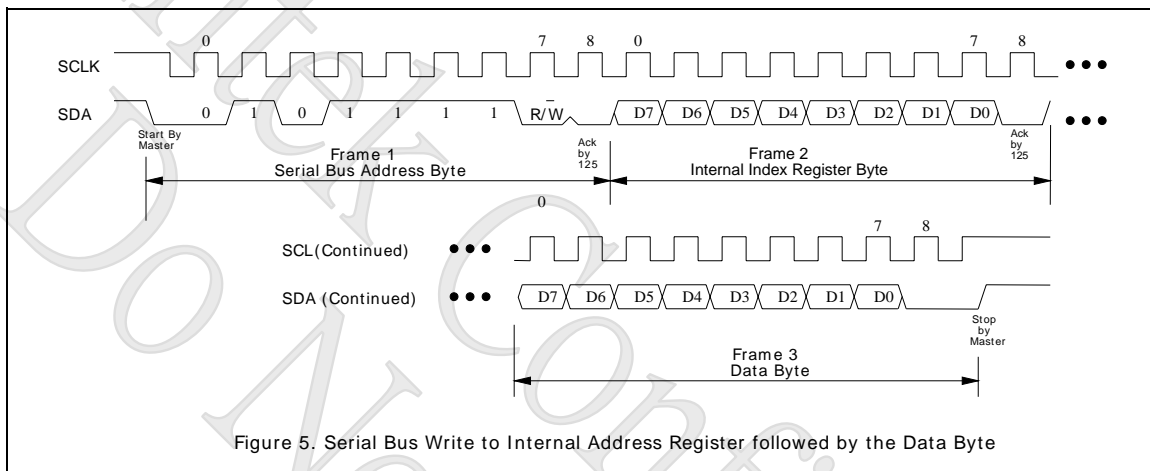 0 7 8 0 7 8
SCLK
SDA
0 1 0 1 1 1 1 R/W D7 D6 D5 D4 D3 D2 D1 D0
Start By
Master
Ack
by
125
Ack
by
125
Frame 1
Serial Bus Address Byte
Frame 2
Internal Index Register Byte
0 7 8
SCL(Continued)
SDA (Continued)
D7 D6 D5 D4 D3 D2 D1 D0
Stop
by
Master
Frame 3
Data Byte
Figure 5. Serial Bus Write to Internal Address Register followed by the Data Byte